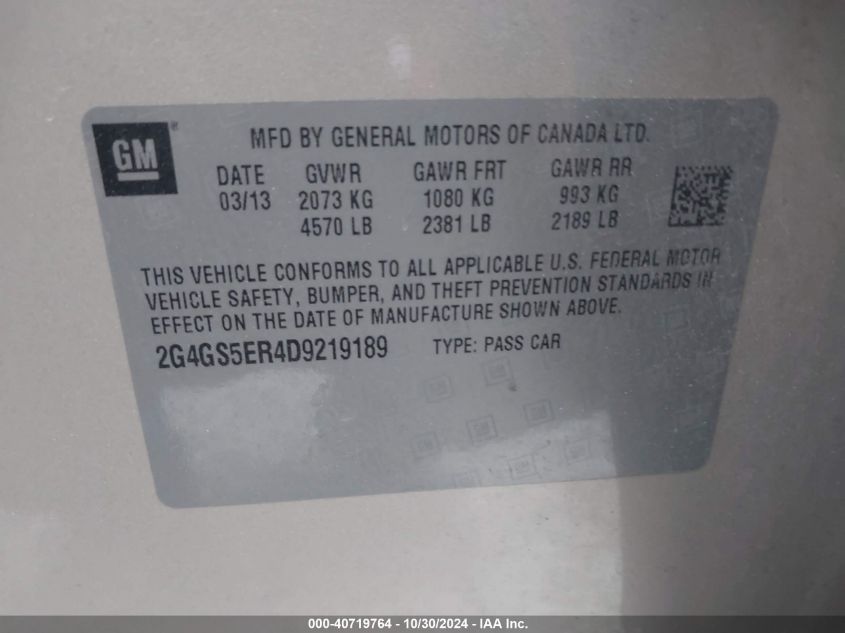 GM
MFD BY GENERAL MOTORS OF CANADA LTD.
DATE GVWR GAWR FRT GAWR RR
03/13 2073 KG 1080 KG 993 KG
4570 LB 2381 LB 2189 LB
THIS VEHICLE CONFORMS TO ALL APPLICABLE U.S. FEDERAL MOTOR
VEHICLE SAFETY, BUMPER, AND THEFT PREVENTION STANDARDS IN
EFFECT ON THE DATE OF MANUFACTURE SHOWN ABOVE.
2G4GS5ER4D9219189 TYPE: PASS CAR
000-40719764 - 10/30/2024 - IAA Inc.